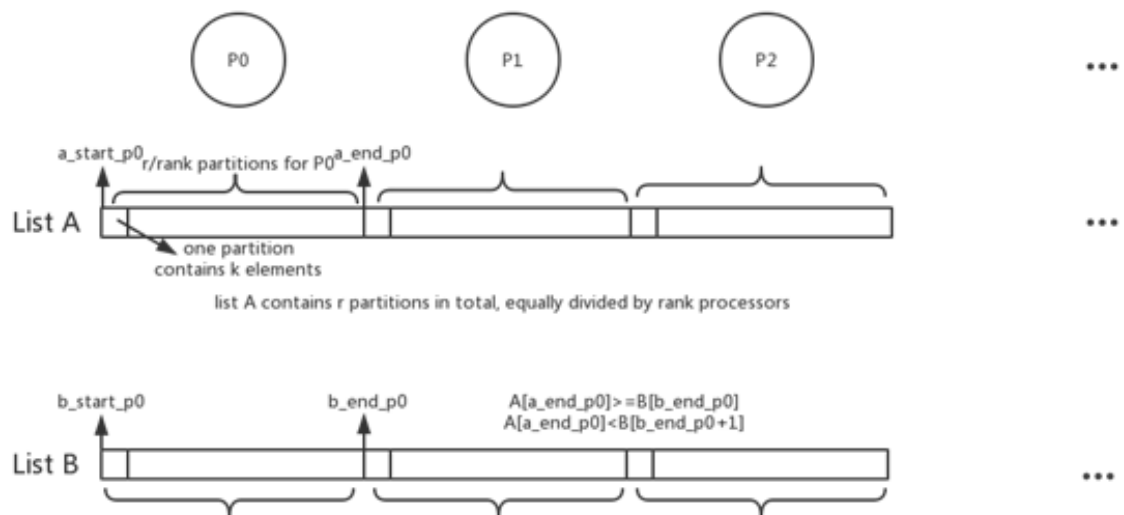 P0
P1
P2
...
a_start_p0
r/rank partitions for P0
a_end_p0
List A
...
one partition
contains k elements
list A contains r partitions in total, equally divided by rank processors
b_start_p0
b_end_p0
A[a_end_p0]>=B[b_end_p0]
A[a_end_p0]<B[b_end_p0+1]
List B
...